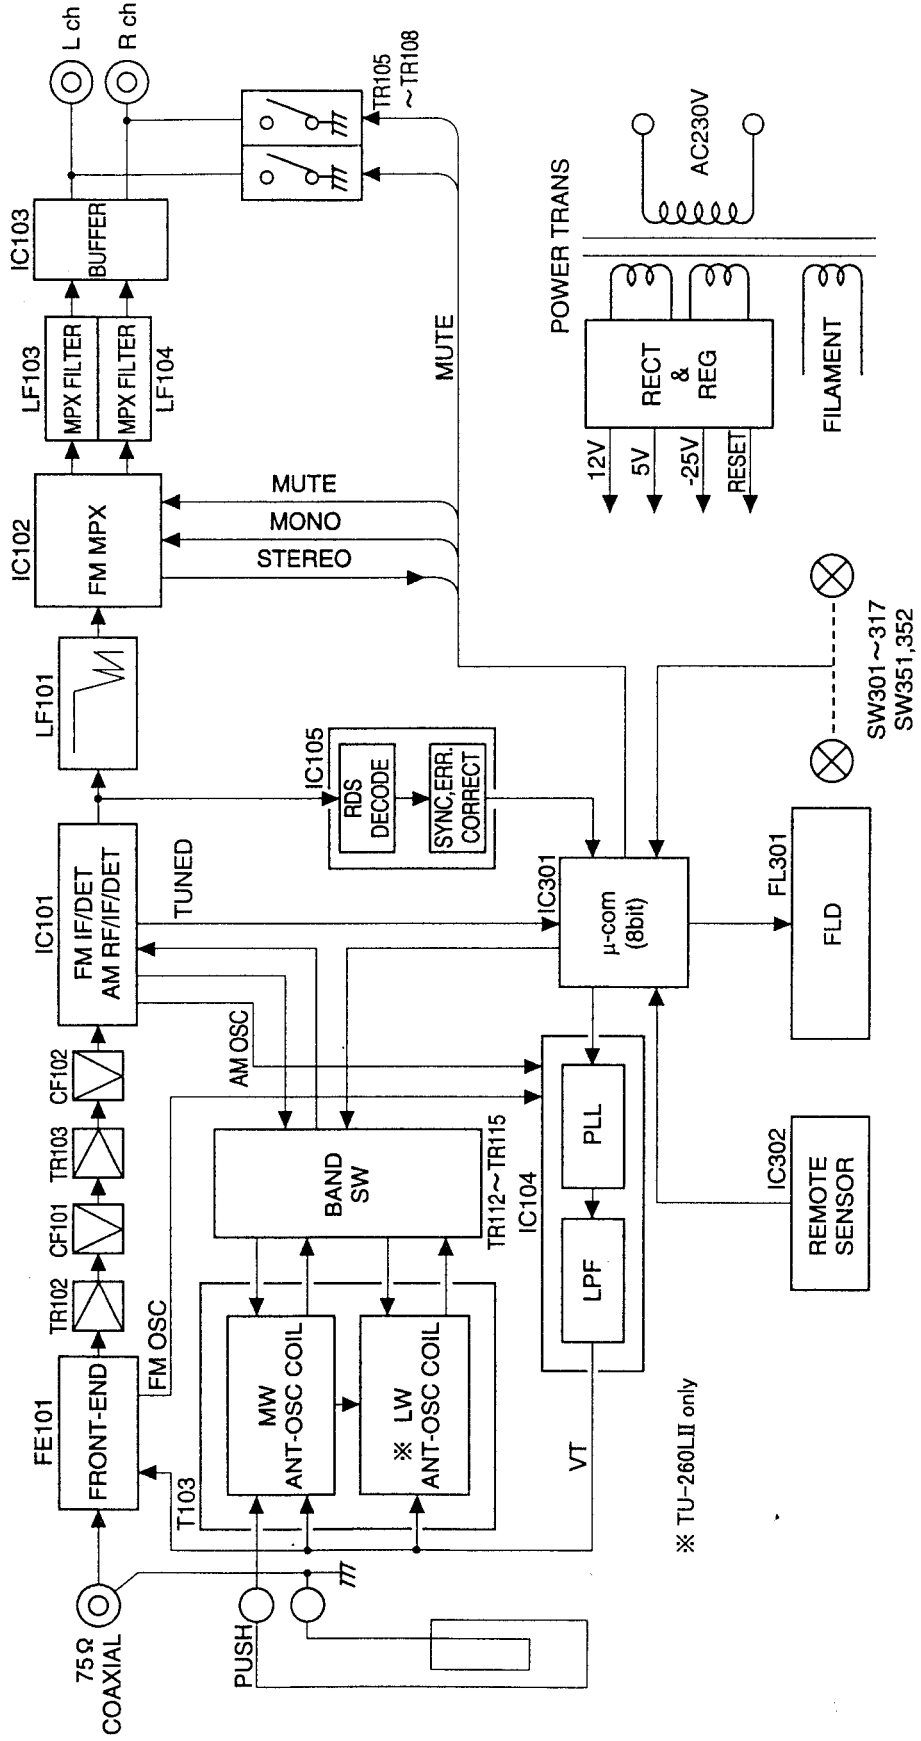 75Ω
COAXIAL
FE101
FRONT-END
TR102
CF101
TR103
CF102
IC101
FM IF/DET
AM RF/IF/DET
LF101
IC102
FM MPX
LF103
MPX FILTER
MPX FILTER
LF104
IC103
BUFFER
L ch
R ch
TR105
～TR108
FM OSC
AM OSC
TUNED
STEREO
MONO
MUTE
MUTE
IC105
RDS
DECODE
SYNC,ERR.
CORRECT
T103
PUSH
MW
ANT-OSC COIL
※ LW
ANT-OSC COIL
BAND
SW
TR112～TR115
IC104
LPF
PLL
VT
IC301
μ-com
(8bit)
※ TU-260LII only
IC302
REMOTE
SENSOR
FL301
FLD
SW301～317
SW351,352
POWER TRANS
RECT
&
REG
12V
5V
-25V
RESET
FILAMENT
AC230V